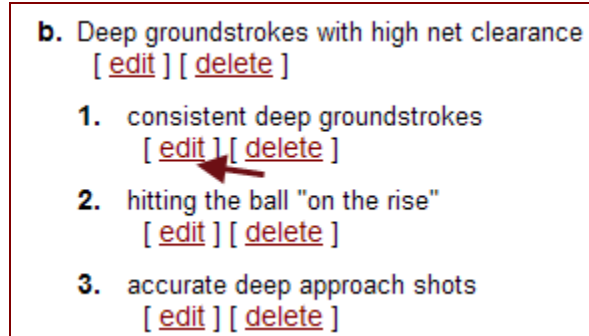 b. Deep groundstrokes with high net clearance
[ edit ] [ delete ]
1. consistent deep groundstrokes
[ edit ] [ delete ]
2. hitting the ball "on the rise"
[ edit ] [ delete ]
3. accurate deep approach shots
[ edit ] [ delete ]